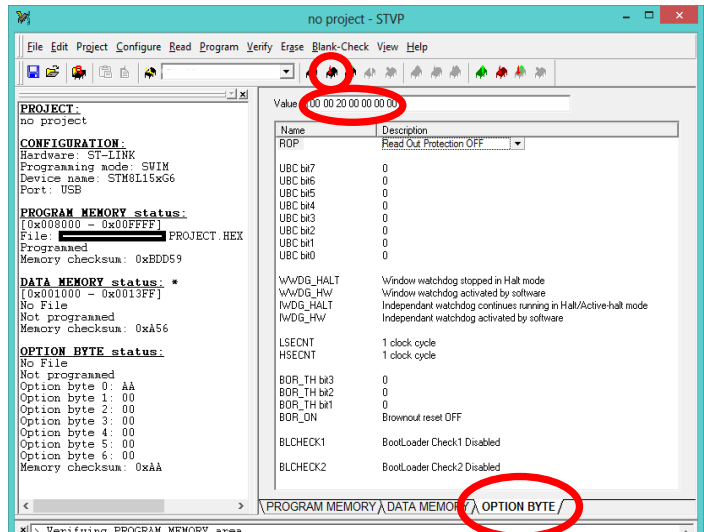 no project - STVP
File Edit Project Configure Read Program Verify Erase Blank-Check View Help
PROJECT:
no project
CONFIGURATION:
Hardware: ST-LINK
Programming mode: SWIM
Device name: STM8L15xG6
Port: USB
PROGRAM MEMORY status:
[0x008000 - 0x00FFFF]
File: PROJECT.HEX
Programmed
Memory checksum: 0xBDD59
DATA MEMORY status: *
[0x001000 - 0x0013FF]
No File
Not programmed
Memory checksum: 0xA56
OPTION BYTE status:
No File
Not programmed
Option byte 0: AA
Option byte 1: 00
Option byte 2: 00
Option byte 3: 00
Option byte 4: 00
Option byte 5: 00
Option byte 6: 00
Memory checksum: 0xAA
Value 00 00 20 00 00 00 00
Name Description
ROP Read Out Protection OFF
UBC bit7 0
UBC bit6 0
UBC bit5 0
UBC bit4 0
UBC bit3 0
UBC bit2 0
UBC bit1 0
UBC bit0 0
WWDG_HALT Window watchdog stopped in Halt mode
WWDG_HW Window watchdog activated by software
IWDG_HALT Independant watchdog continues running in Halt/Active-halt mode
IWDG_HW Independant watchdog activated by software
LSECNT 1 clock cycle
HSECNT 1 clock cycle
BOR_TH bit3 0
BOR_TH bit2 0
BOR_TH bit1 0
BOR_ON Brownout reset OFF
BLCHECK1 BootLoader Check1 Disabled
BLCHECK2 BootLoader Check2 Disabled
PROGRAM MEMORY DATA MEMORY OPTION BYTE
> Verifying PROGRAM MEMORY area